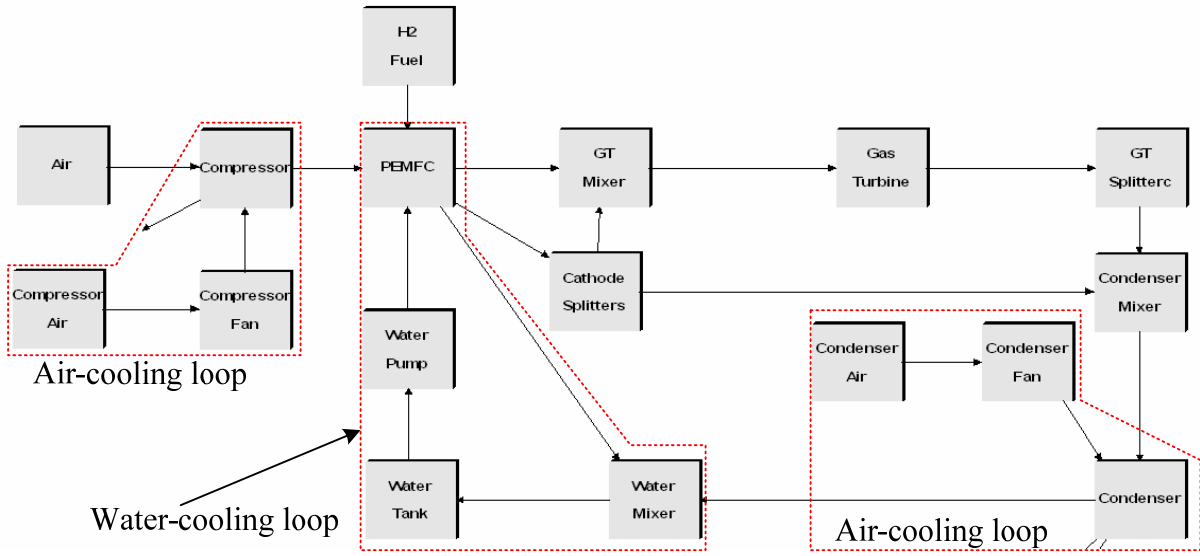 H2
Fuel
Air
Compressor
PEMFC
GT
Mixer
Gas
Turbine
GT
Splitterc
Compressor
Air
Compressor
Fan
Cathode
Splitters
Condenser
Mixer
Water
Pump
Condenser
Air
Condenser
Fan
Air-cooling loop
Water
Tank
Water
Mixer
Condenser
Water-cooling loop
Air-cooling loop